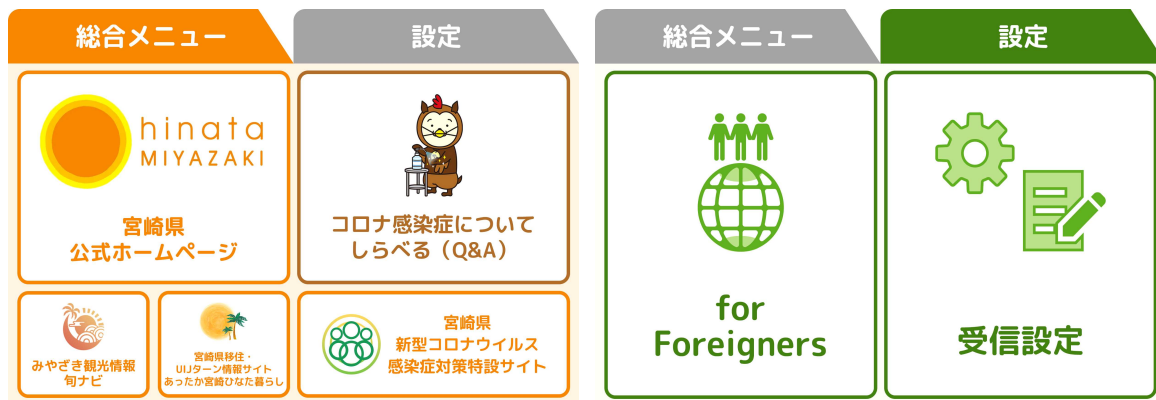 総合メニュー
設定
hinata
MIYAZAKI
宮崎県
公式ホームページ
コロナ感染症について
しらべる（Q&A）
みやざき観光情報
旬ナビ
宮崎県移住・
UIJターン情報サイト
あったか宮崎ひなた暮らし
宮崎県
新型コロナウイルス
感染症対策特設サイト
総合メニュー
設定
for
Foreigners
受信設定